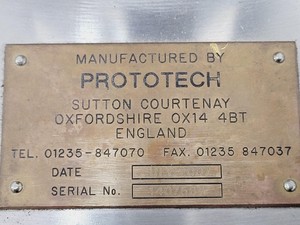 MANUFACTURED BY
PROTOTECH
SUTTON COURTENAY
OXFORDSHIRE OX14 4BT
ENGLAND
TEL. 01235-847070 FAX. 01235 847037
DATE
SERIAL No.